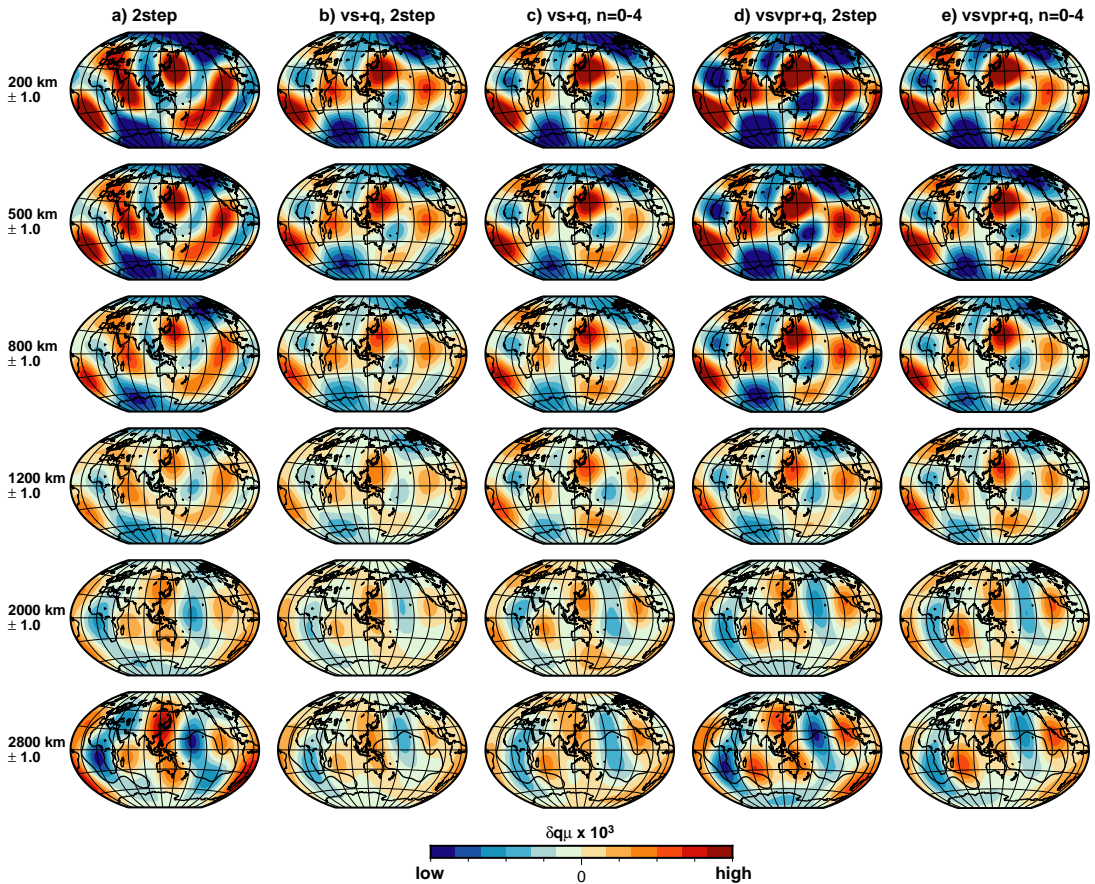 a) 2step
b) vs+q, 2step
c) vs+q, n=0-4
d) vsvpr+q, 2step
e) vsvpr+q, n=0-4
200 km
± 1.0
500 km
± 1.0
800 km
± 1.0
1200 km
± 1.0
2000 km
± 1.0
2800 km
± 1.0
δqμ x 10³
low
0
high